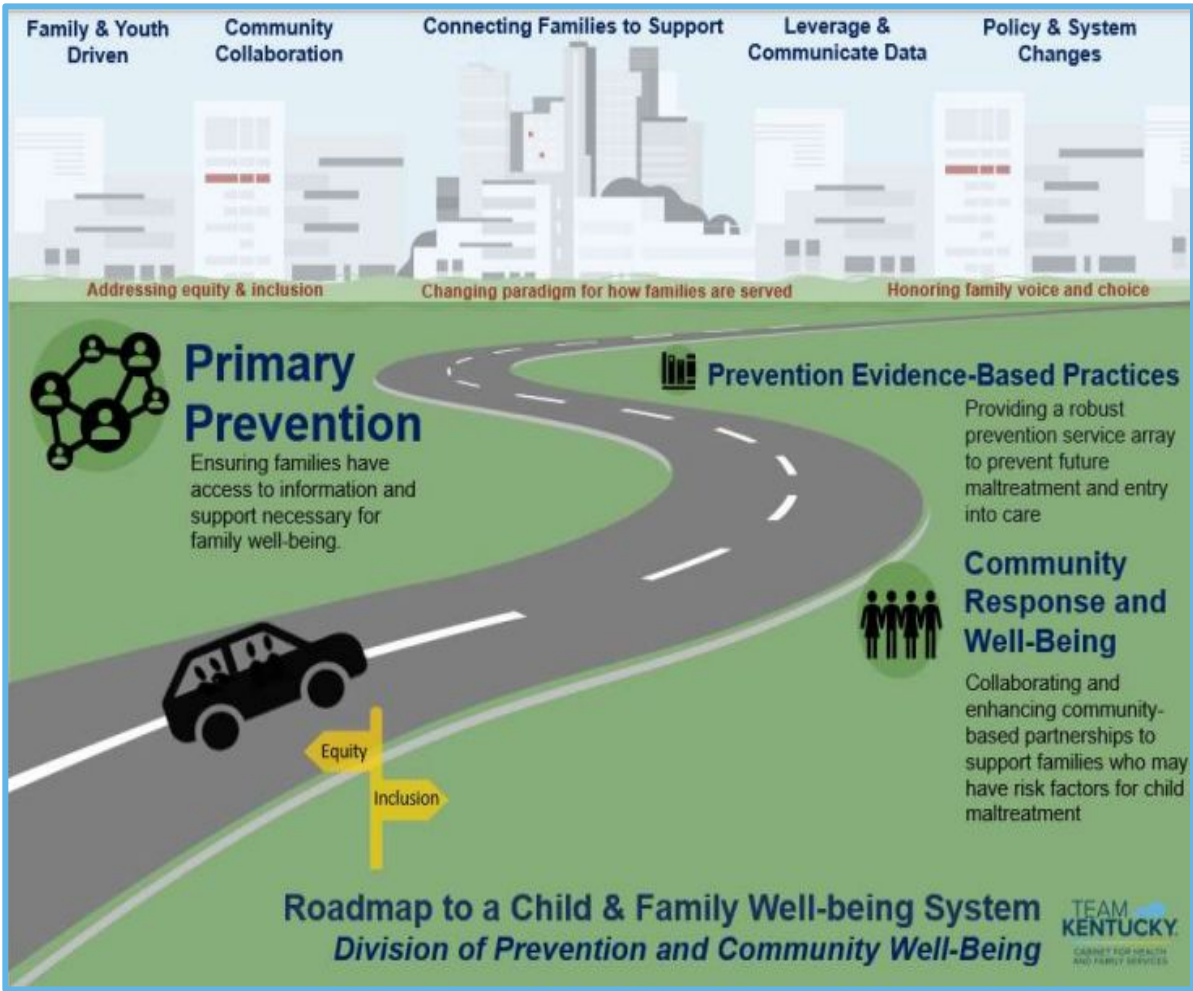 Family & Youth
Driven
Community
Collaboration
Connecting Families to Support
Leverage &
Communicate Data
Policy & System
Changes
Addressing equity & inclusion
Changing paradigm for how families are served
Honoring family voice and choice
Primary
Prevention
Ensuring families have
access to information and
support necessary for
family well-being.
Prevention Evidence-Based Practices
Providing a robust
prevention service array
to prevent future
maltreatment and entry
into care
Community
Response and
Well-Being
Collaborating and
enhancing community-
based partnerships to
support families who may
have risk factors for child
maltreatment
Equity
Inclusion
Roadmap to a Child & Family Well-being System
Division of Prevention and Community Well-Being
TEAM
KENTUCKY
CABINET FOR HEALTH
AND FAMILY SERVICES